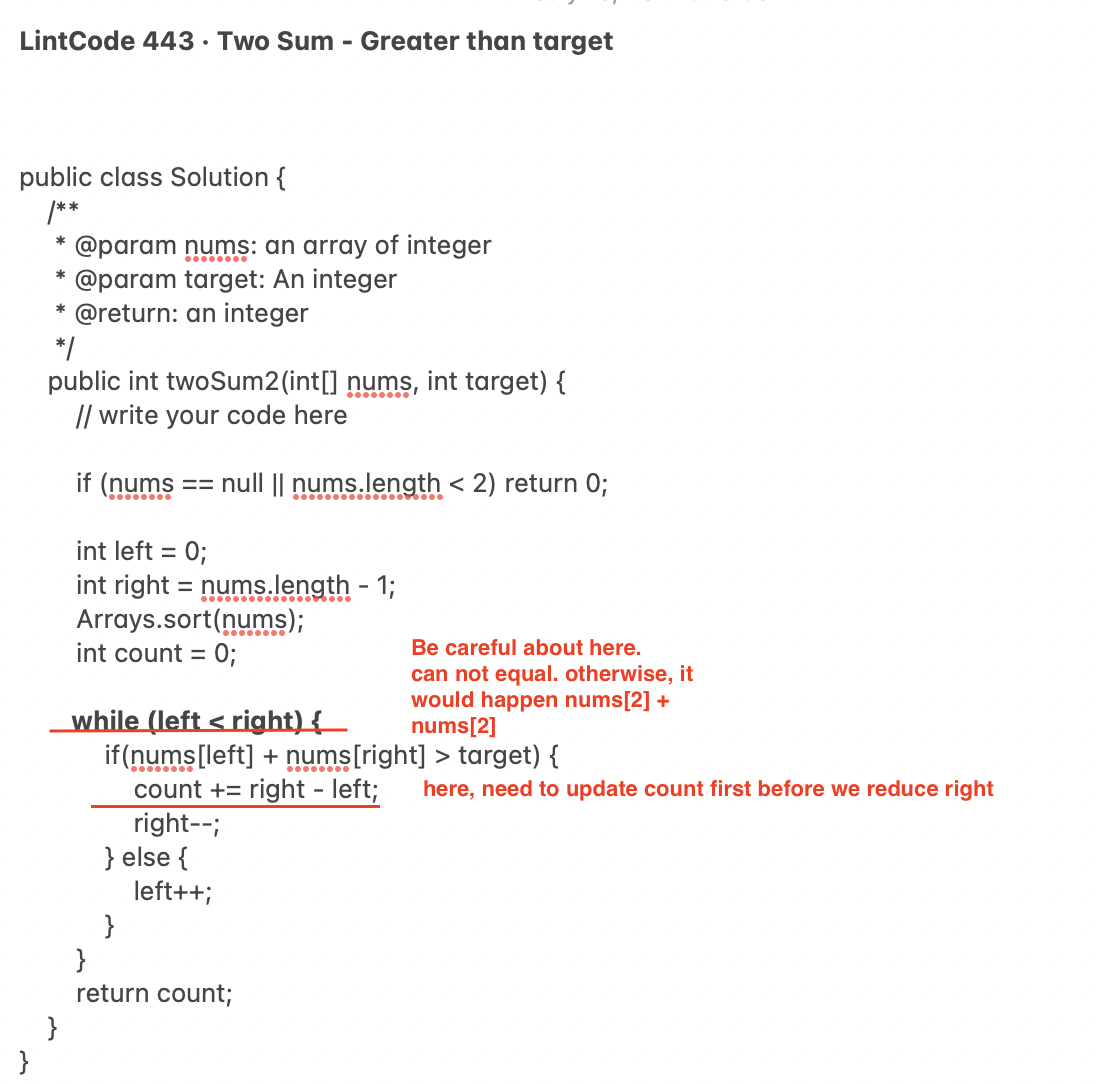 LintCode 443 · Two Sum - Greater than target
public class Solution {
/**
* @param nums: an array of integer
* @param target: An integer
* @return: an integer
*/
public int twoSum2(int[] nums, int target) {
// write your code here
if (nums == null || nums.length < 2) return 0;
int left = 0;
int right = nums.length - 1;
Arrays.sort(nums);
int count = 0;
Be careful about here.
can not equal. otherwise, it
would happen nums[2] +
nums[2]
while (left < right) {
if(nums[left] + nums[right] > target) {
count += right - left;
here, need to update count first before we reduce right
right--;
} else {
left++;
}
}
return count;
}
}